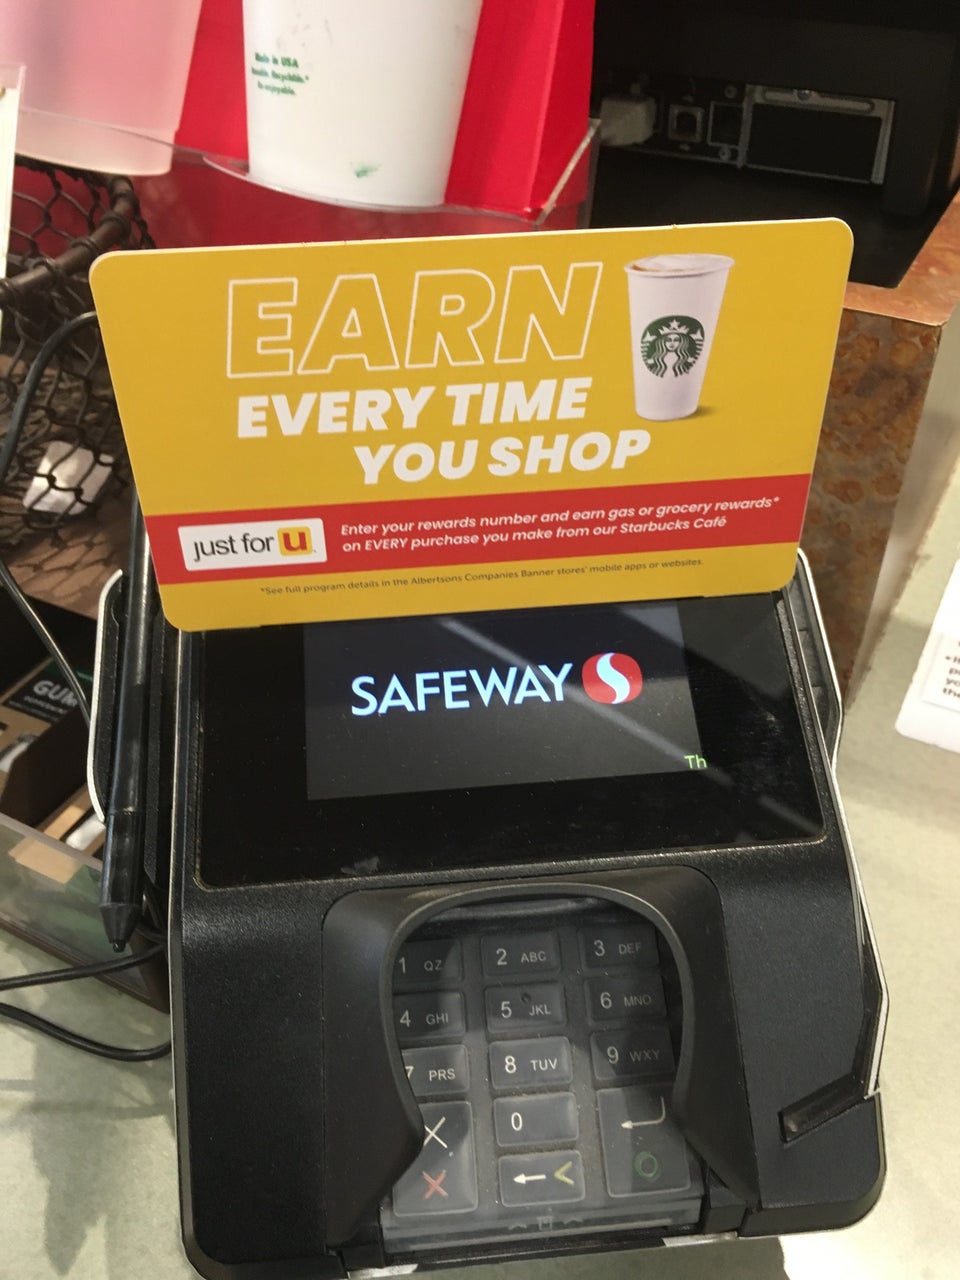 Made in USA
EARN
EVERY TIME
YOU SHOP
just for u
Enter your rewards number and earn gas or grocery rewards*
on EVERY purchase you make from our Starbucks Café
*See full program details in the Albertsons Companies Banner stores' mobile apps or websites.
SAFEWAY
Th
GUM
1 QZ 2 ABC 3 DEF
4 GHI 5 JKL 6 MNO
7 PRS 8 TUV 9 WXY
0